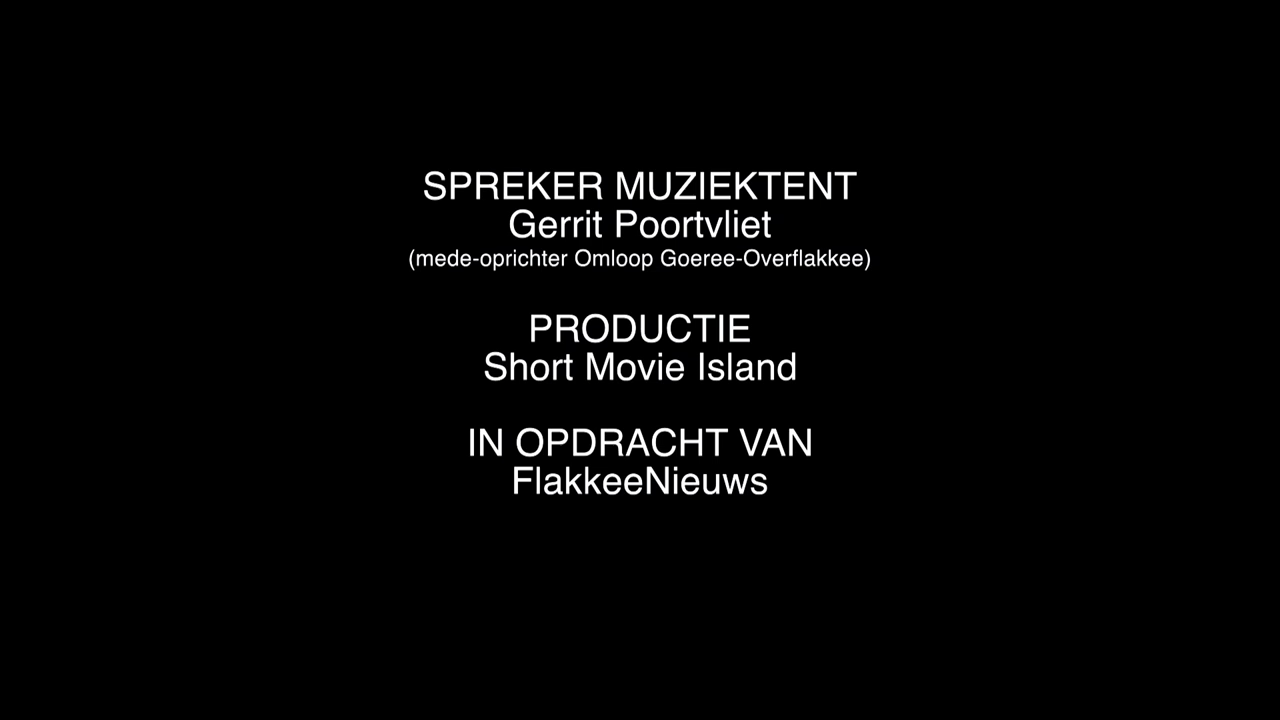 SPREKER MUZIEKTENT
Gerrit Poortvliet
(mede-oprichter Omloop Goeree-Overflakkee)
PRODUCTIE
Short Movie Island
IN OPDRACHT VAN
FlakkeeNieuws